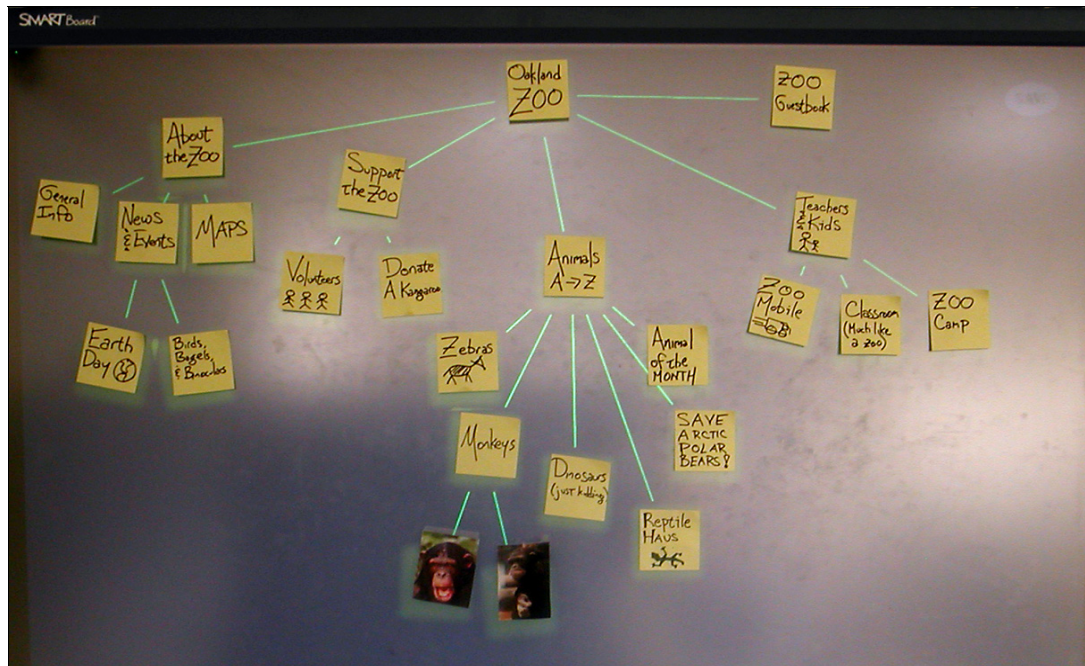 SMART Board
Oakland
ZOO
ZOO
Guestbook
About
the ZOO
Support
the ZOO
General
Info
News
& Events
MAPS
Teachers
& Kids
Volunteers
Donate
A Kangaroo
Animals
A→Z
ZOO
Mobile
Classroom
(Much like
a zoo)
ZOO
Camp
Earth
Day
Birds,
Bagels,
& Binoculars
Zebras
Animal
of the
MONTH
Monkeys
SAVE
ARCTIC
POLAR
BEARS!
Dinosaurs
(just kidding)
Reptile
HAUS